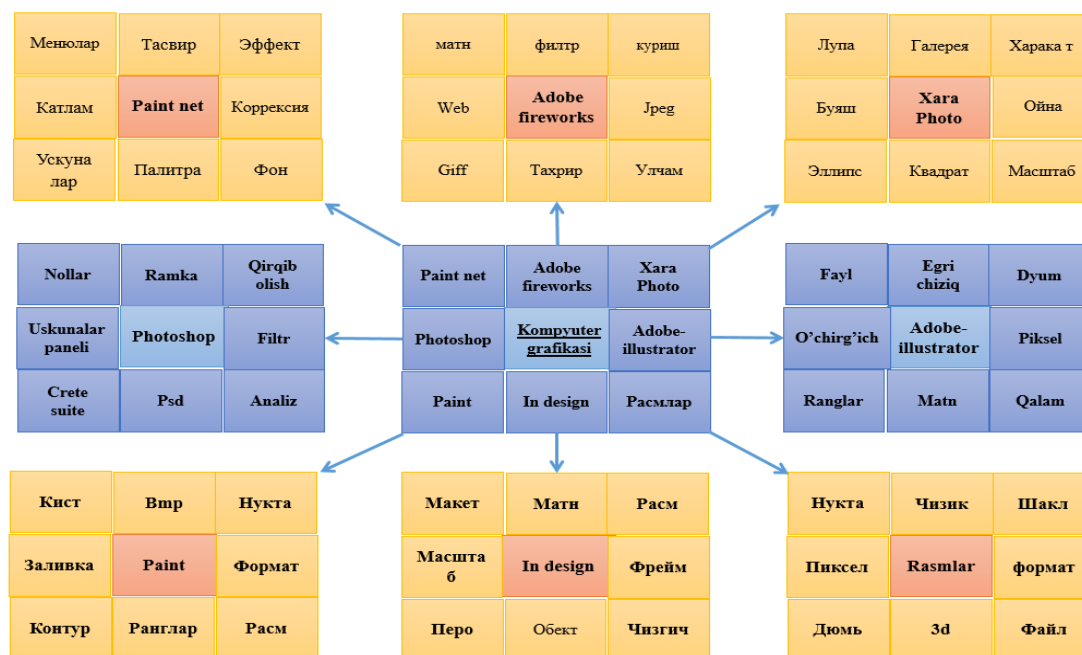 Менюлар Тасвир Эффект
Катлам Paint net Коррексия
Ускуна
лар
Палитра Фон
матн филтр куриш
Web Adobe
fireworks
Jpeg
Giff Тахрир Улчам
Лупа Галерея Харака т
Буяш Xara
Photo
Ойна
Эллипс Квадрат Масштаб
Nollar Ramka Qirqib
olish
Uskunalar
paneli
Photoshop Filtr
Crete
suite
Psd Analiz
Paint net Adobe
fireworks
Xara
Photo
Photoshop Kompyuter
grafikasi
Adobe-
illustrator
Paint In design Расмлар
Fayl Egri
chiziq
Dyum
O’chirg’ich Adobe-
illustrator
Piksel
Ranglar Matn Qalam
Кист Bmp Нукта
Заливка Paint Формат
Контур Ранглар Расм
Макет Матн Расм
Масшта
б
In design Фрейм
Перо Обект Чизгич
Нукта Чизик Шакл
Пиксел Rasmlar формат
Дюмь 3d Файл